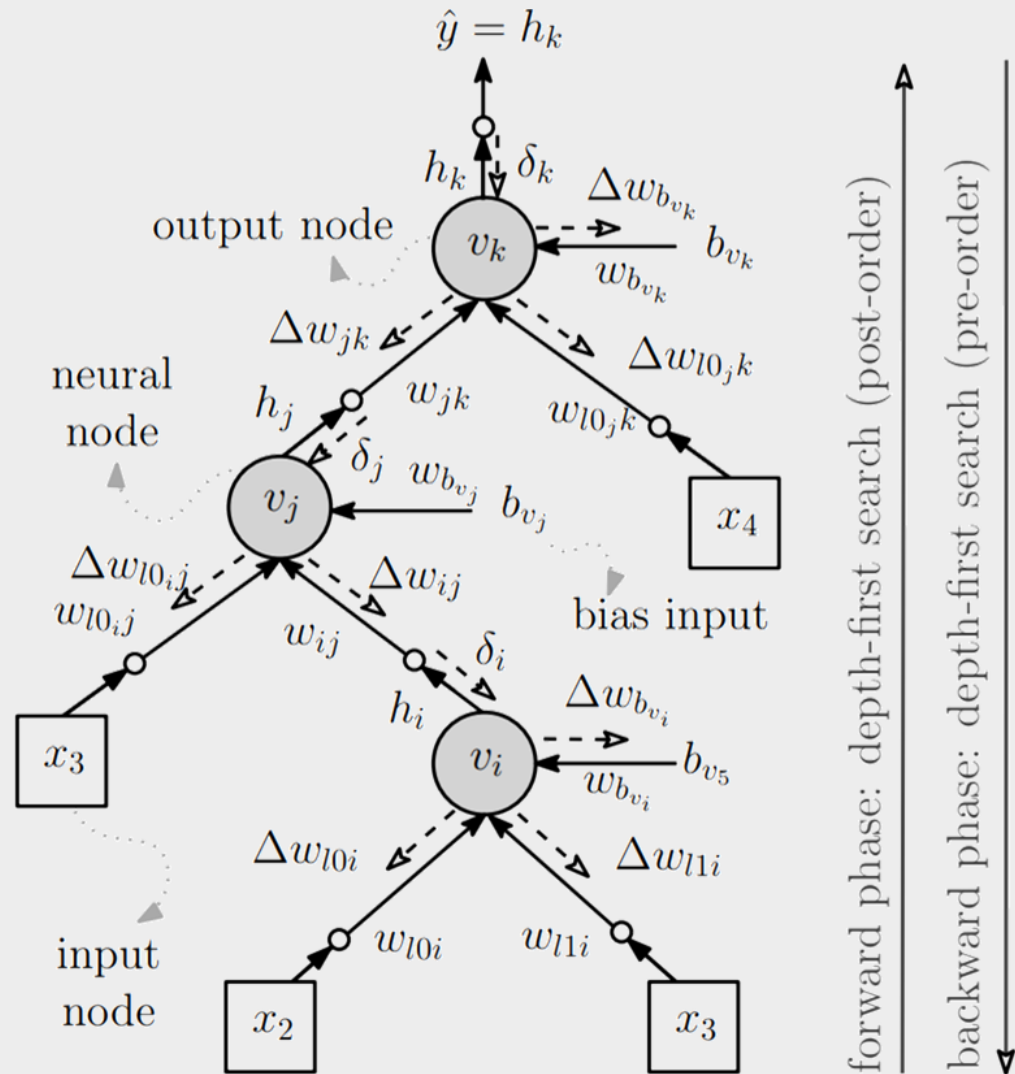 ŷ = h_k
h_k
δ_k
Δw_{b_{v_k}}
output node
v_k
b_{v_k}
w_{b_{v_k}}
Δw_{jk}
Δw_{l0_jk}
neural
node
h_j
w_{jk}
w_{l0_jk}
δ_j
w_{b_{v_j}}
b_{v_j}
v_j
x_4
Δw_{l0_ij}
Δw_{ij}
w_{l0_ij}
w_{ij}
bias input
δ_i
h_i
Δw_{b_{v_i}}
x_3
v_i
b_{v_5}
w_{b_{v_i}}
Δw_{l0i}
Δw_{l1i}
input
node
w_{l0i}
w_{l1i}
x_2
x_3
forward phase: depth-first search (post-order)
backward phase: depth-first search (pre-order)